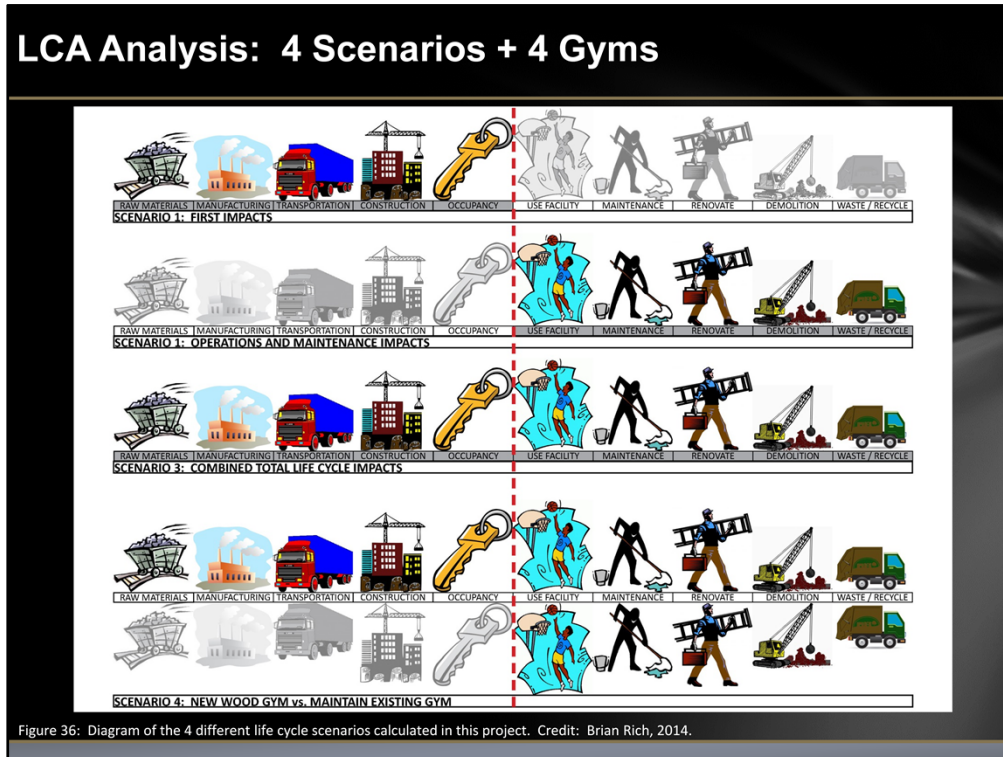 LCA Analysis: 4 Scenarios + 4 Gyms
RAW MATERIALS MANUFACTURING TRANSPORTATION CONSTRUCTION OCCUPANCY USE FACILITY MAINTENANCE RENOVATE DEMOLITION WASTE / RECYCLE
SCENARIO 1: FIRST IMPACTS
RAW MATERIALS MANUFACTURING TRANSPORTATION CONSTRUCTION OCCUPANCY USE FACILITY MAINTENANCE RENOVATE DEMOLITION WASTE / RECYCLE
SCENARIO 1: OPERATIONS AND MAINTENANCE IMPACTS
RAW MATERIALS MANUFACTURING TRANSPORTATION CONSTRUCTION OCCUPANCY USE FACILITY MAINTENANCE RENOVATE DEMOLITION WASTE / RECYCLE
SCENARIO 3: COMBINED TOTAL LIFE CYCLE IMPACTS
RAW MATERIALS MANUFACTURING TRANSPORTATION CONSTRUCTION OCCUPANCY USE FACILITY MAINTENANCE RENOVATE DEMOLITION WASTE / RECYCLE
SCENARIO 4: NEW WOOD GYM vs. MAINTAIN EXISTING GYM
Figure 36: Diagram of the 4 different life cycle scenarios calculated in this project. Credit: Brian Rich, 2014.